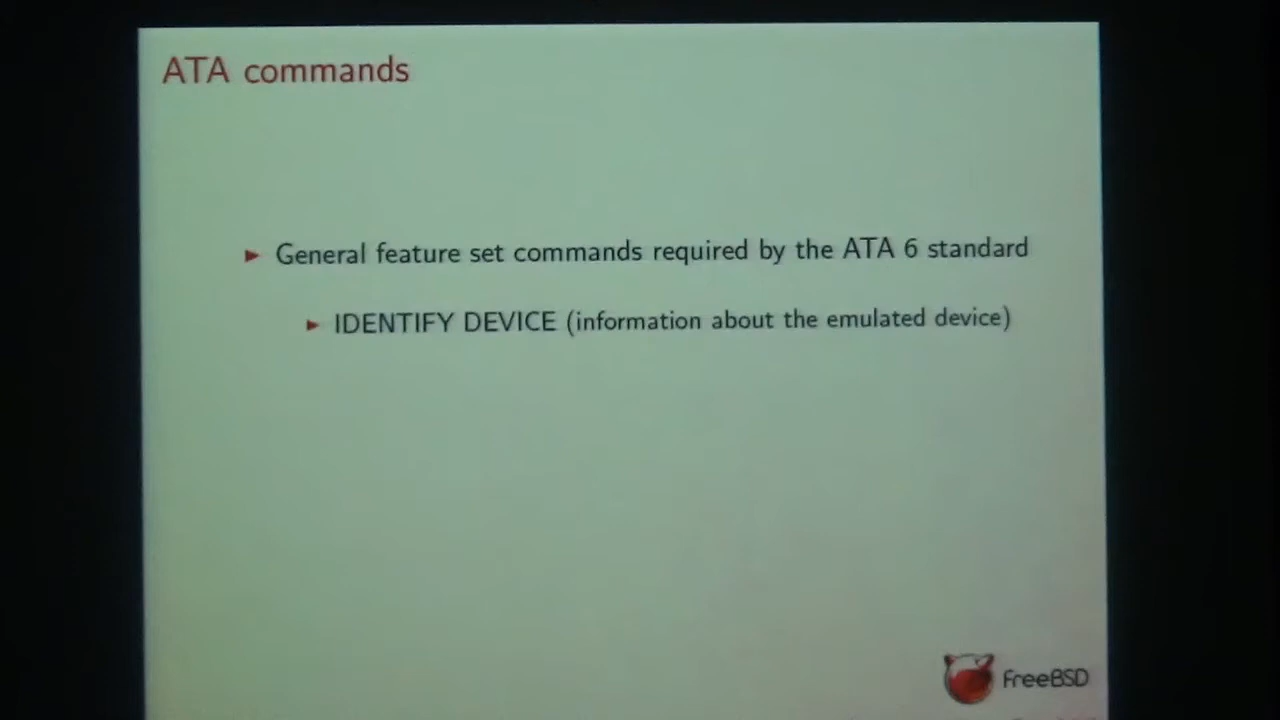 ATA commands
General feature set commands required by the ATA 6 standard
IDENTIFY DEVICE (information about the emulated device)
FreeBSD